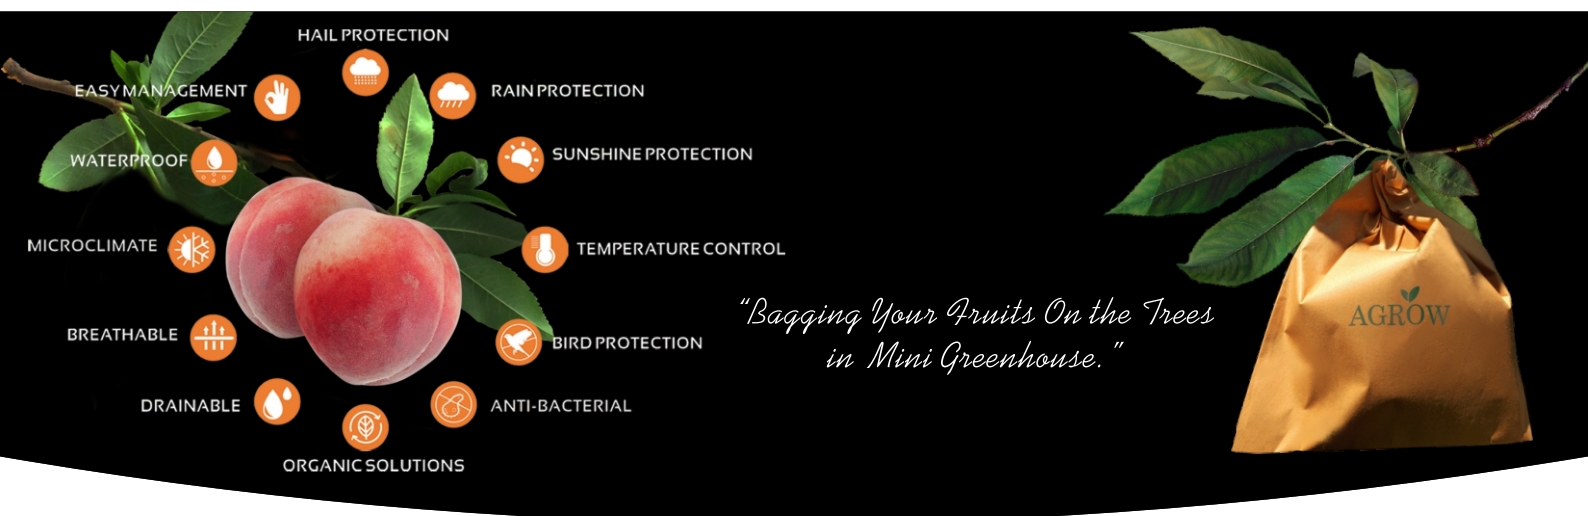 HAIL PROTECTION
EASY MANAGEMENT
RAIN PROTECTION
WATERPROOF
SUNSHINE PROTECTION
MICROCLIMATE
TEMPERATURE CONTROL
BREATHABLE
BIRD PROTECTION
DRAINABLE
ANTI-BACTERIAL
ORGANIC SOLUTIONS
“Bagging Your Fruits On the Trees
in Mini Greenhouse.”
AGROW